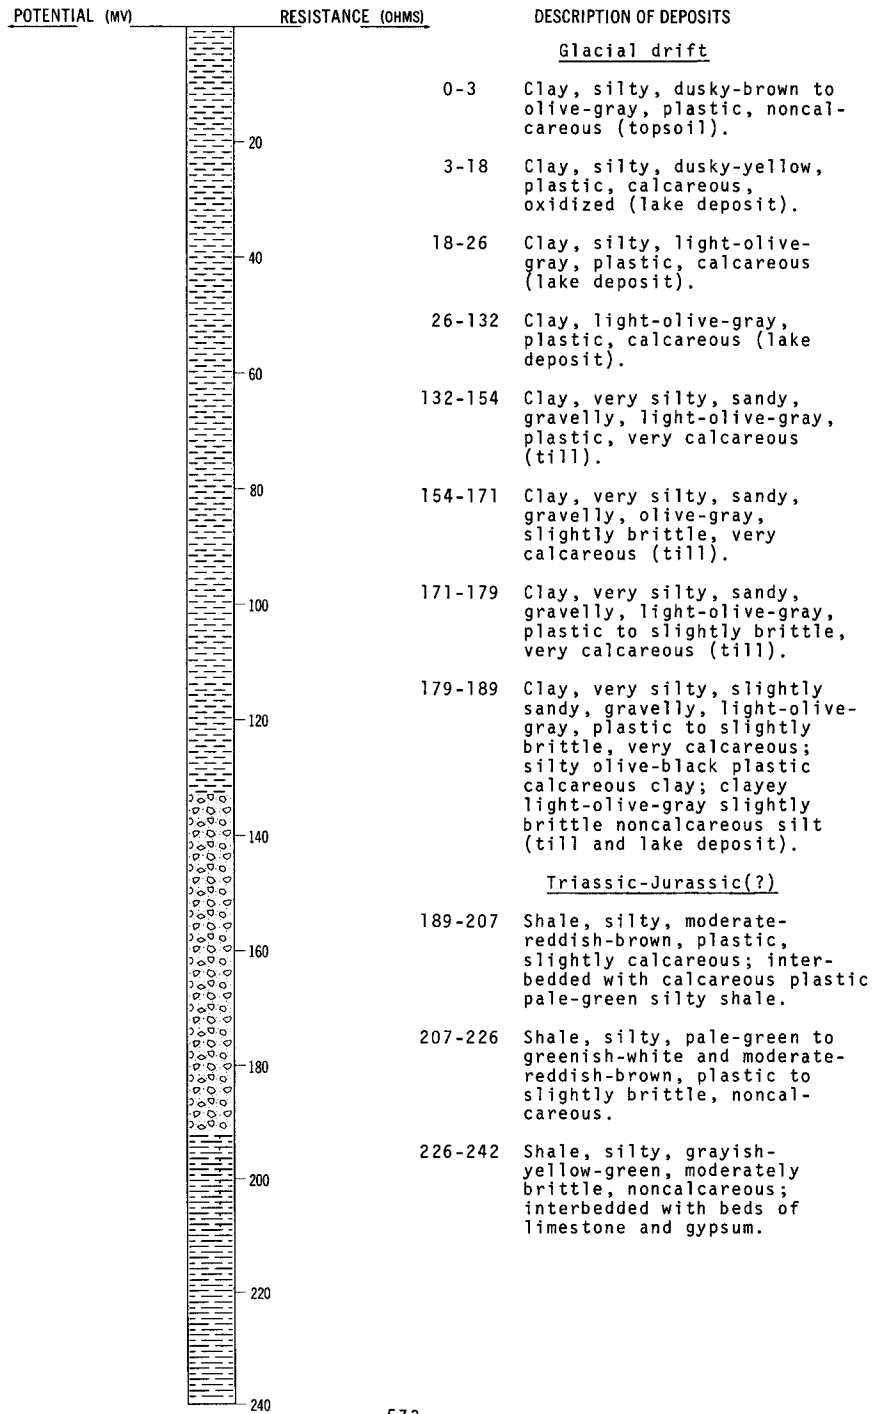 POTENTIAL (MV) RESISTANCE (OHMS) DESCRIPTION OF DEPOSITS
Glacial drift
0-3 Clay, silty, dusky-brown to
olive-gray, plastic, noncal-
careous (topsoil).
20
3-18 Clay, silty, dusky-yellow,
plastic, calcareous,
oxidized (lake deposit).
18-26 Clay, silty, light-olive-
gray, plastic, calcareous
(lake deposit).
40
26-132 Clay, light-olive-gray,
plastic, calcareous (lake
deposit).
60
132-154 Clay, very silty, sandy,
gravelly, light-olive-gray,
plastic, very calcareous
(till).
80
154-171 Clay, very silty, sandy,
gravelly, olive-gray,
slightly brittle, very
calcareous (till).
100
171-179 Clay, very silty, sandy,
gravelly, light-olive-gray,
plastic to slightly brittle,
very calcareous (till).
120
179-189 Clay, very silty, slightly
sandy, gravelly, light-olive-
gray, plastic to slightly
brittle, very calcareous;
silty olive-black plastic
calcareous clay; clayey
light-olive-gray slightly
brittle noncalcareous silt
(till and lake deposit).
140
Triassic-Jurassic(?)
189-207 Shale, silty, moderate-
reddish-brown, plastic,
slightly calcareous; inter-
bedded with calcareous plastic
pale-green silty shale.
160
207-226 Shale, silty, pale-green to
greenish-white and moderate-
reddish-brown, plastic to
slightly brittle, noncal-
careous.
180
226-242 Shale, silty, grayish-
yellow-green, moderately
brittle, noncalcareous;
interbedded with beds of
limestone and gypsum.
200
220
240